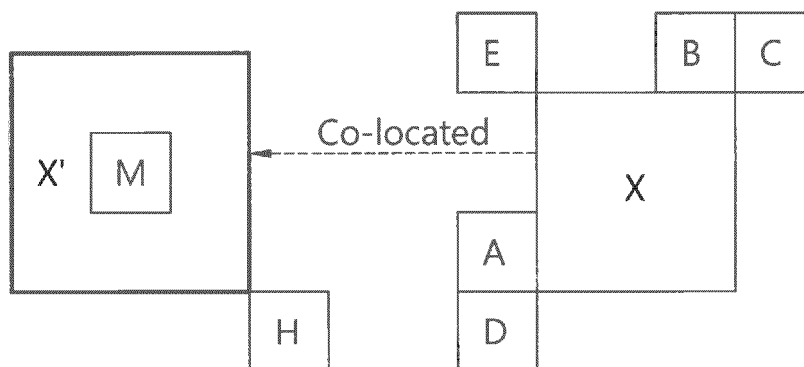 E B C
Co-located
X' M X
A
H D